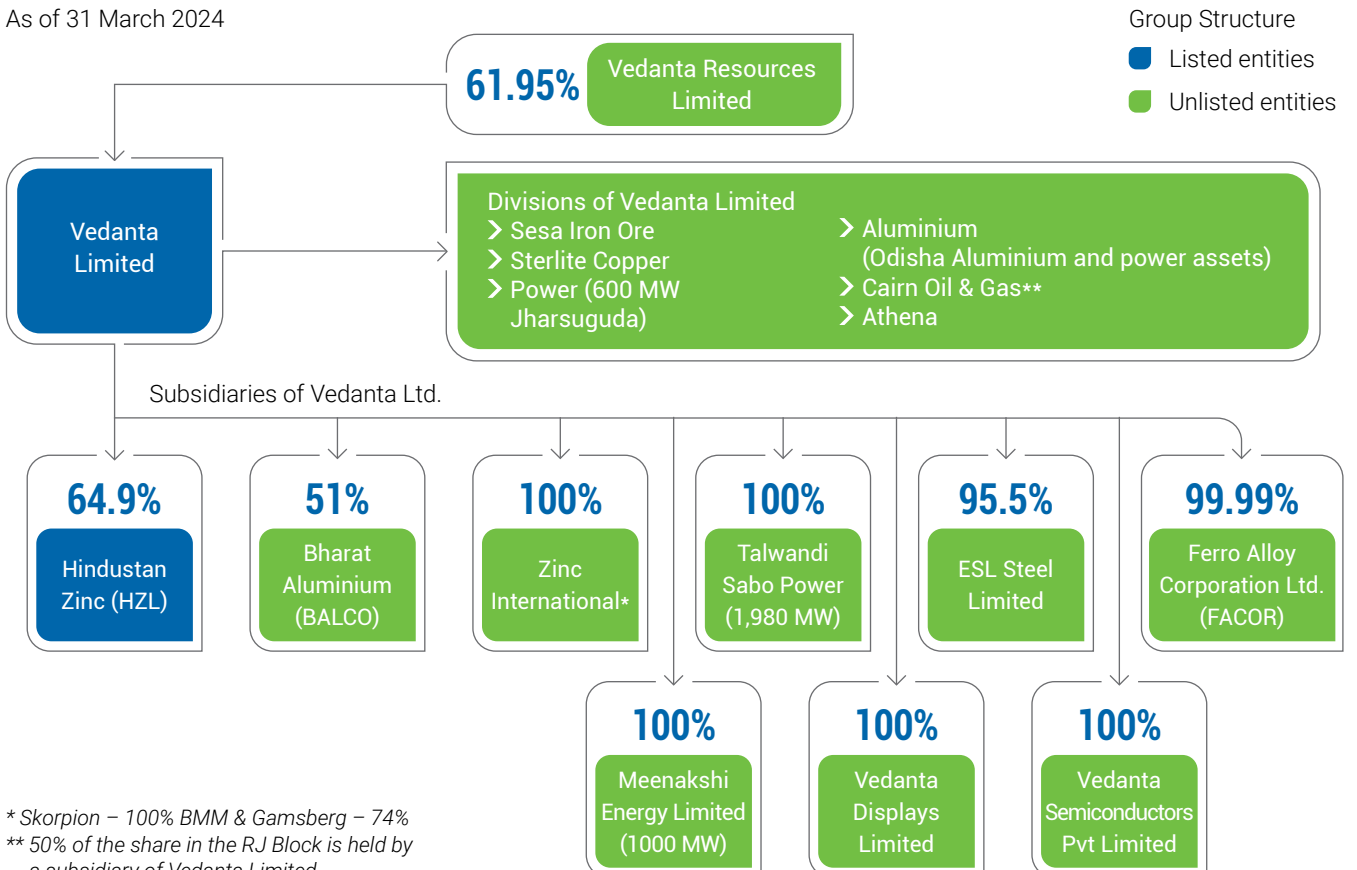 As of 31 March 2024
Group Structure
Listed entities
Unlisted entities
61.95%
Vedanta Resources
Limited
Vedanta
Limited
Divisions of Vedanta Limited
Sesa Iron Ore
Sterlite Copper
Power (600 MW
Jharsuguda)
Aluminium
(Odisha Aluminium and power assets)
Cairn Oil & Gas**
Athena
Subsidiaries of Vedanta Ltd.
64.9%
Hindustan
Zinc (HZL)
51%
Bharat
Aluminium
(BALCO)
100%
Zinc
International*
100%
Talwandi
Sabo Power
(1,980 MW)
95.5%
ESL Steel
Limited
99.99%
Ferro Alloy
Corporation Ltd.
(FACOR)
100%
Meenakshi
Energy Limited
(1000 MW)
100%
Vedanta
Displays
Limited
100%
Vedanta
Semiconductors
Pvt Limited
* Skorpion – 100% BMM & Gamsberg – 74%
** 50% of the share in the RJ Block is held by
a subsidiary of Vedanta Limited